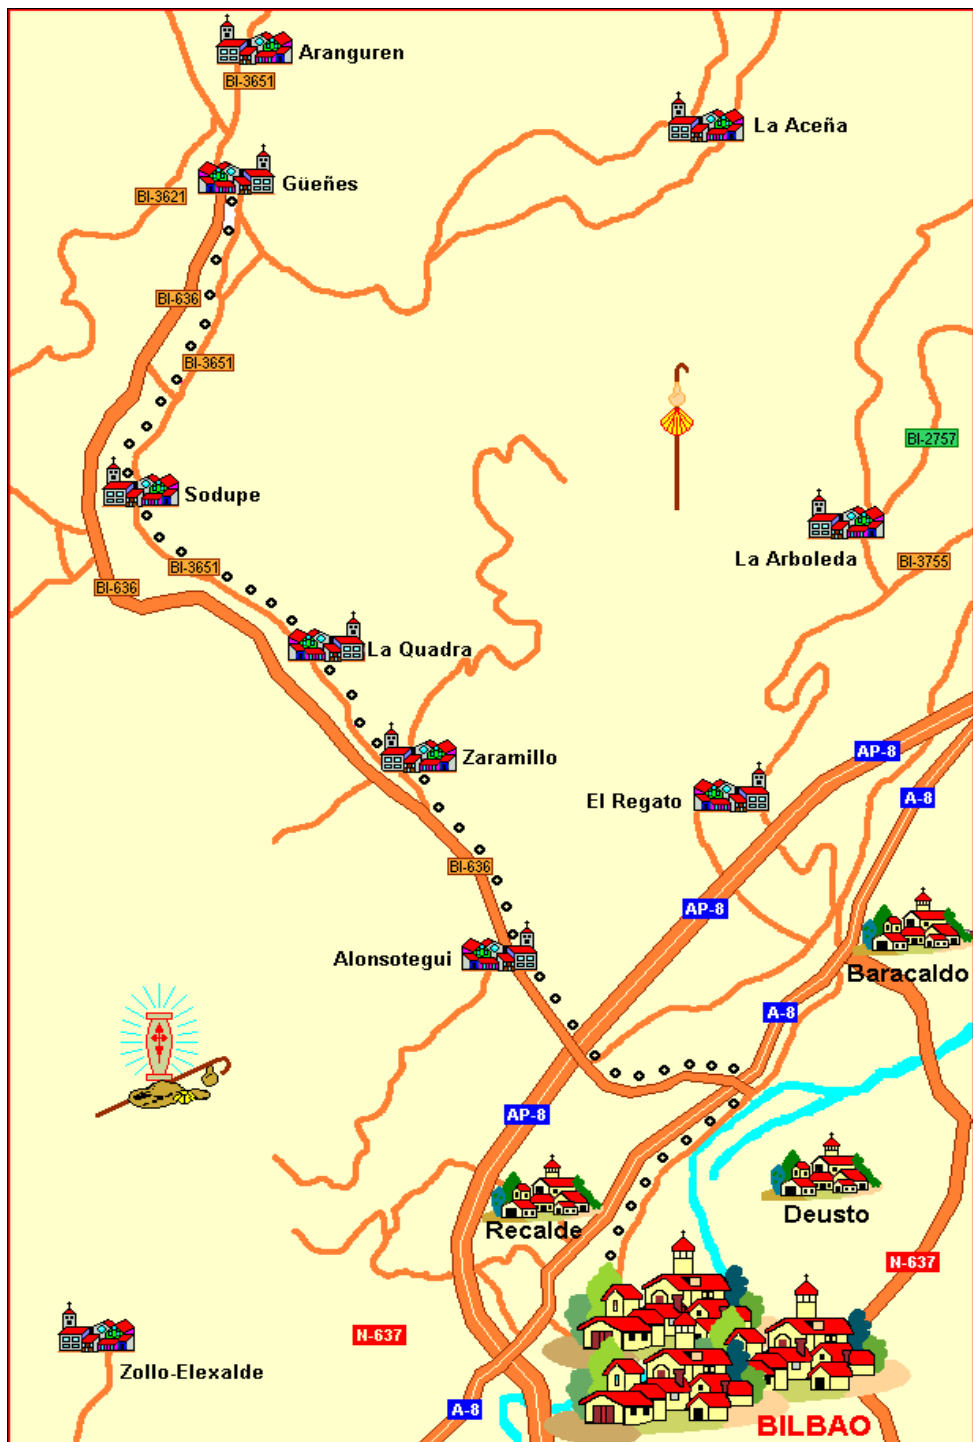 Aranguren
BI-3651
La Aceña
Güeñes
BI-3621
BI-636
BI-3651
BI-2757
Sodupe
La Arboleda
BI-3755
BI-3651
BI-636
La Quadra
Zaramillo
AP-8
El Regato
A-8
BI-636
AP-8
Alonsotegui
Baracaldo
A-8
AP-8
Deusto
Recalde
N-637
N-637
Zollo-Elexalde
A-8
BILBAO